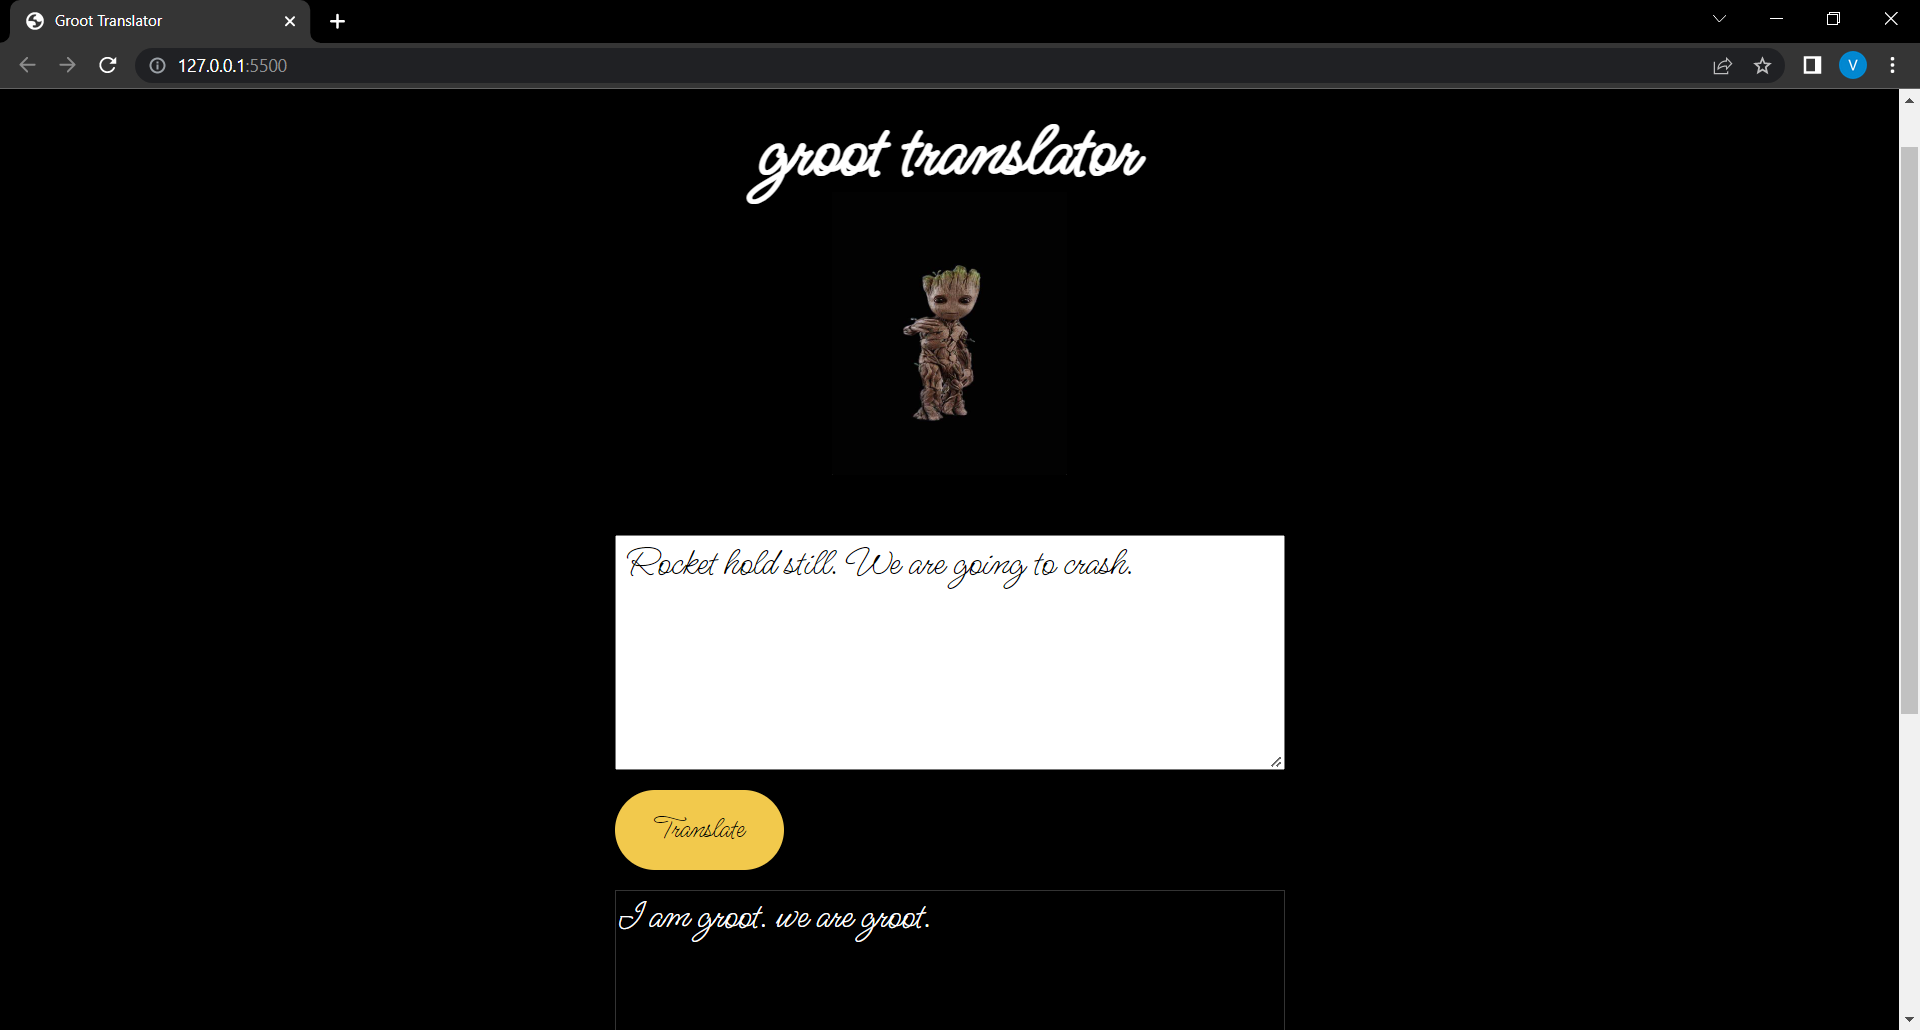 Groot Translator
127.0.0.1:5500
V
groot translator
Rocket hold still. We are going to crash.
Translate
I am groot. we are groot.